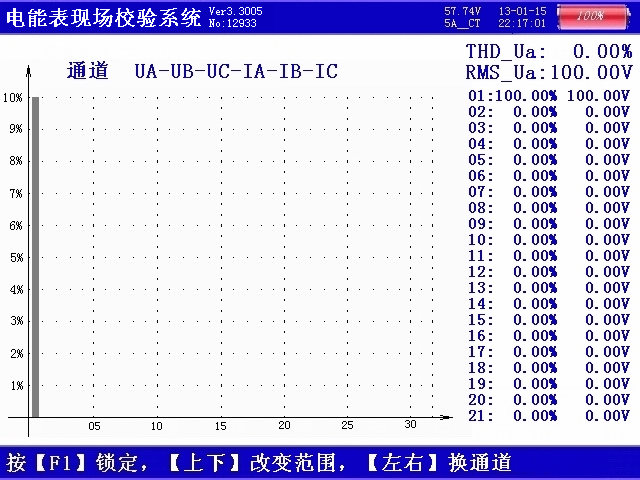 电能表现场校验系统 Ver3.3005 57.74V 13-01-15 100%
No:12933 5A__CT 22:17:01
THD_Ua: 0.00%
通道 UA-UB-UC-IA-IB-IC RMS_Ua:100.00V
10% 01:100.00% 100.00V
02: 0.00% 0.00V
9% 03: 0.00% 0.00V
04: 0.00% 0.00V
8% 05: 0.00% 0.00V
06: 0.00% 0.00V
7% 07: 0.00% 0.00V
08: 0.00% 0.00V
6% 09: 0.00% 0.00V
10: 0.00% 0.00V
5% 11: 0.00% 0.00V
12: 0.00% 0.00V
4% 13: 0.00% 0.00V
14: 0.00% 0.00V
3% 15: 0.00% 0.00V
16: 0.00% 0.00V
2% 17: 0.00% 0.00V
18: 0.00% 0.00V
1% 19: 0.00% 0.00V
20: 0.00% 0.00V
21: 0.00% 0.00V
05 10 15 20 25 30
按【F1】锁定，【上下】改变范围，【左右】换通道